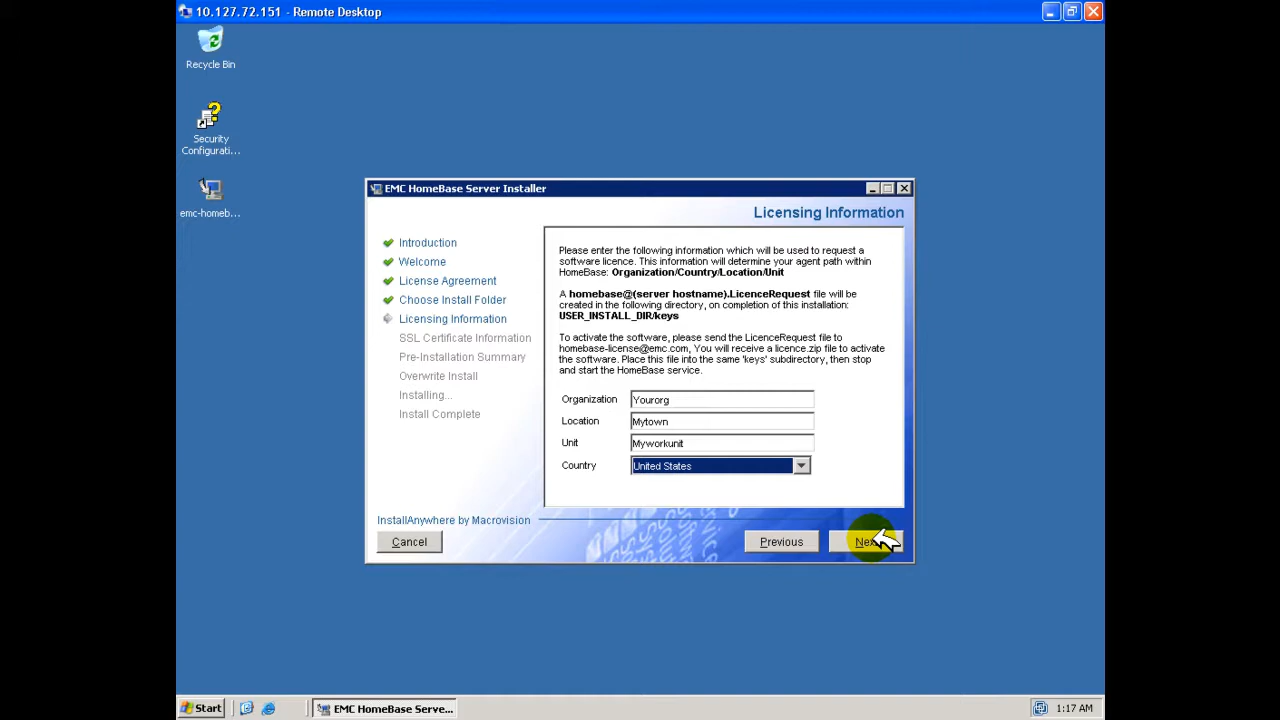 10.127.72.151 - Remote Desktop
Recycle Bin
Security
Configurati...
emc-homeb...
EMC HomeBase Server Installer
Licensing Information
Introduction
Welcome
License Agreement
Choose Install Folder
Licensing Information
SSL Certificate Information
Pre-Installation Summary
Overwrite Install
Installing...
Install Complete
Please enter the following information which will be used to request a
software licence. This information will determine your agent path within
HomeBase: Organization/Country/Location/Unit
A homebase@(server hostname).LicenceRequest file will be
created in the following directory, on completion of this installation:
USER_INSTALL_DIR/keys
To activate the software, please send the LicenceRequest file to
homebase-license@emc.com, You will receive a licence.zip file to activate
the software. Place this file into the same 'keys' subdirectory, then stop
and start the HomeBase service.
Organization Yourorg
Location Mytown
Unit Myworkunit
Country United States
InstallAnywhere by Macrovision
Cancel
Previous
Next
Start
EMC HomeBase Serve...
1:17 AM